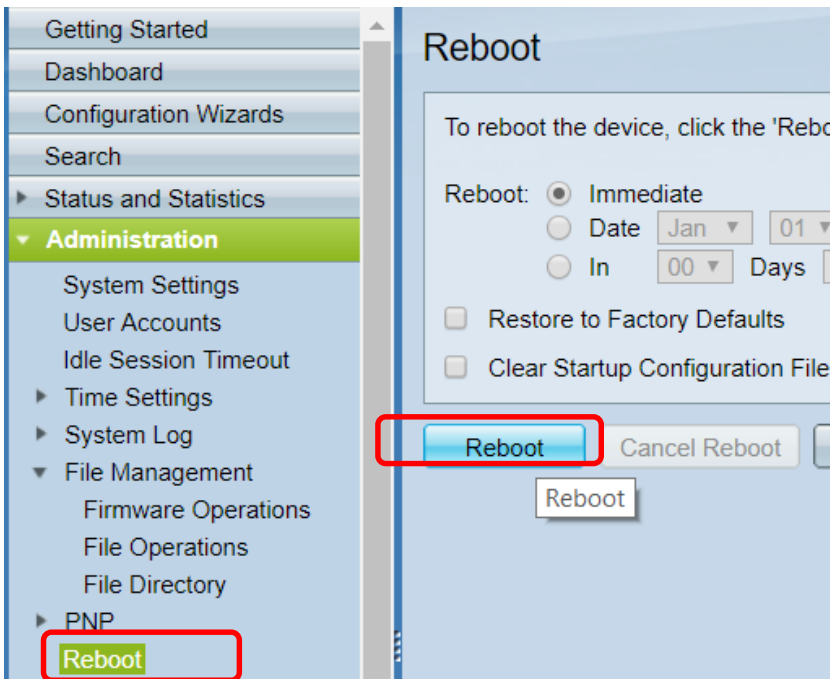 Getting Started
Dashboard
Configuration Wizards
Search
Status and Statistics
Administration
System Settings
User Accounts
Idle Session Timeout
Time Settings
System Log
File Management
Firmware Operations
File Operations
File Directory
PNP
Reboot
Reboot
To reboot the device, click the 'Rebo
Reboot: Immediate
Date Jan 01
In 00 Days
Restore to Factory Defaults
Clear Startup Configuration File
Reboot Cancel Reboot
Reboot